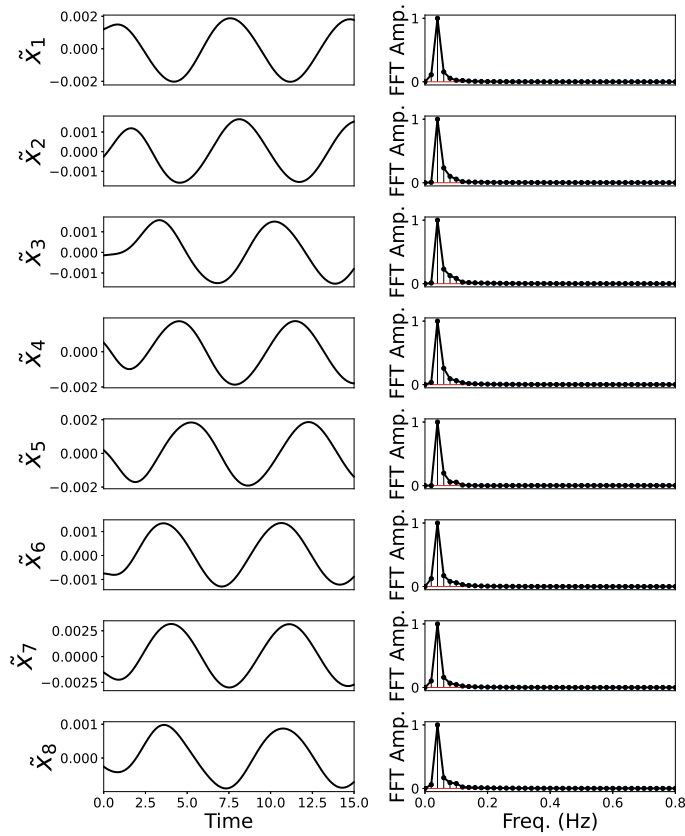 x̃1
0.002
0.000
−0.002
FFT Amp.
1
0
x̃2
0.001
0.000
−0.001
FFT Amp.
1
0
x̃3
0.001
0.000
−0.001
FFT Amp.
1
0
x̃4
0.000
−0.002
FFT Amp.
1
0
x̃5
0.002
0.000
−0.002
FFT Amp.
1
0
x̃6
0.001
0.000
−0.001
FFT Amp.
1
0
x̃7
0.0025
0.0000
−0.0025
FFT Amp.
1
0
x̃8
0.001
0.000
FFT Amp.
1
0
0.0 2.5 5.0 7.5 10.0 12.5 15.0
0.0 0.2 0.4 0.6 0.8
Time
Freq. (Hz)